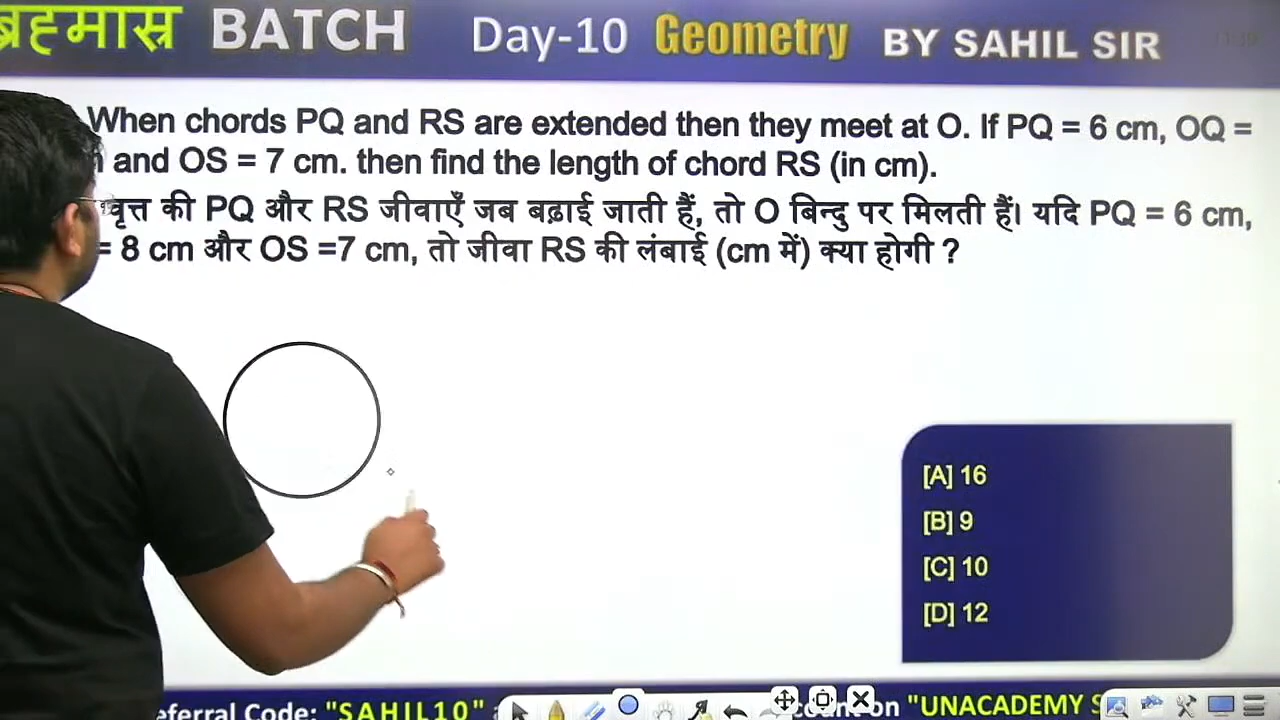 ब्रह्मास्र BATCH Day-10 Geometry BY SAHIL SIR
When chords PQ and RS are extended then they meet at O. If PQ = 6 cm, OQ =
and OS = 7 cm. then find the length of chord RS (in cm).
वृत्त की PQ और RS जीवाएँ जब बढ़ाई जाती हैं, तो O बिन्दु पर मिलती हैं। यदि PQ = 6 cm,
= 8 cm और OS =7 cm, तो जीवा RS की लंबाई (cm में) क्या होगी ?
[A] 16
[B] 9
[C] 10
[D] 12
eferral Code: "SAHIL10" on "UNACADEMY S